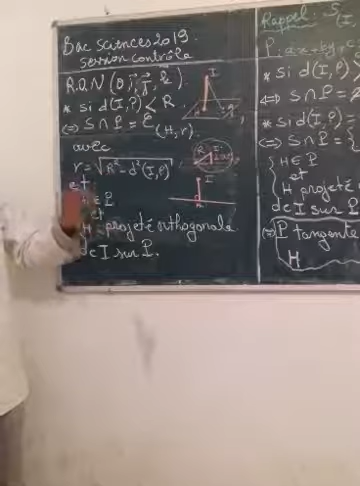 Bac sciences 2019.
session contrôle
R.O.N (O, i, j, k)
* si d(I,P) < R.
⇔ S∩P = C(H,r).
avec
r = √R² - d²(I,P)
et
H ∈ P
et
H projeté orthogonale
de I sur P.
I
R
I
Rappel: S
P: ax+by+c
* si d(I,P)
⇔ S∩P =
* si d(I,P) =
⇔ S∩P = {
{ H ∈ P
et
H projeté
de I sur P
⇔ P tangente
H